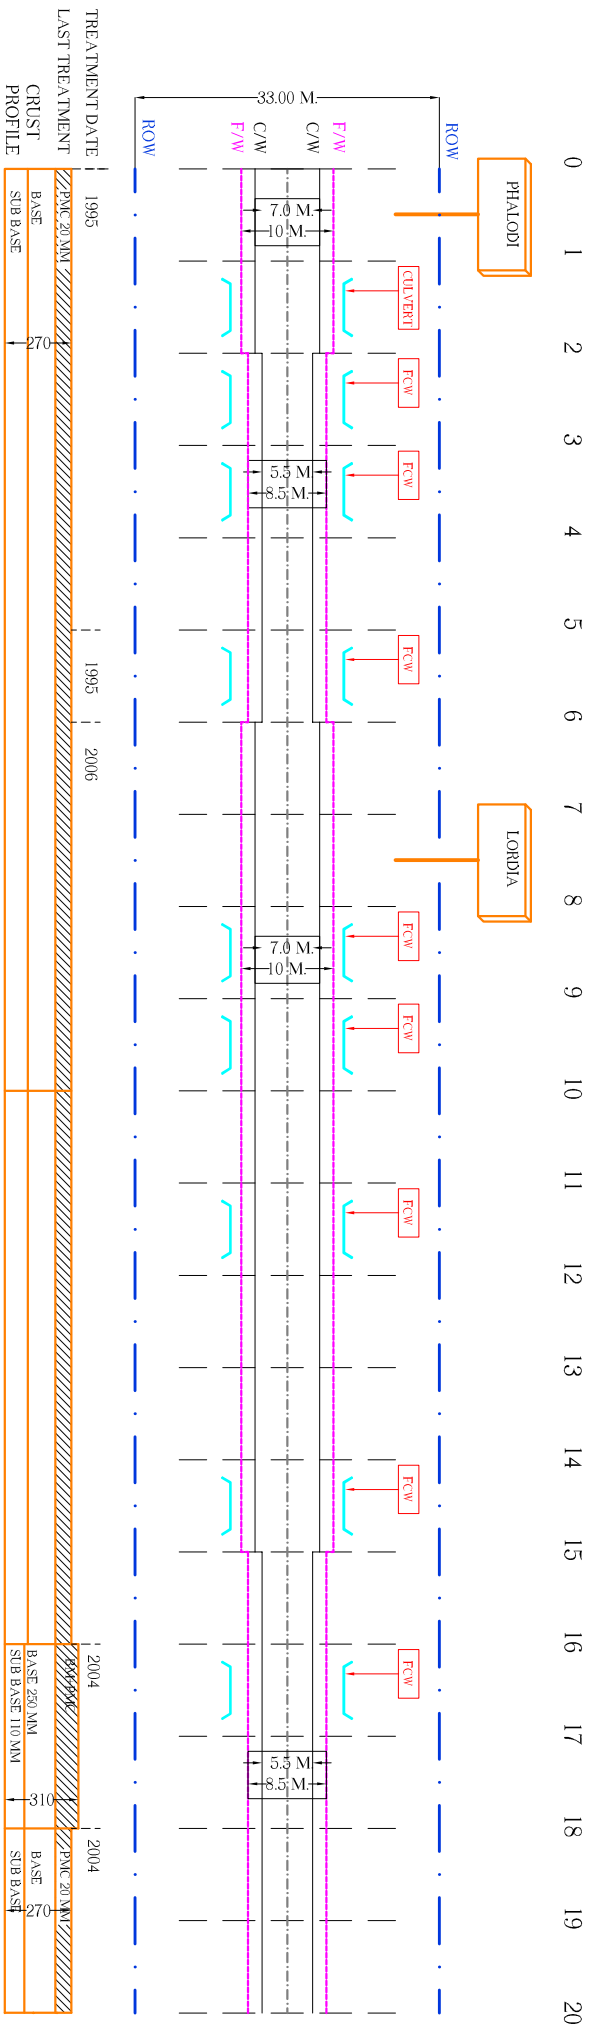 0 1 2 3 4 5 6 7 8 9 10 11 12 13 14 15 16 17 18 19 20
PHALODI
LORDIA
ROW
CULVERT
FCW
FCW
FCW
FCW
FCW
FCW
FCW
FCW
33.00 M.
F/W
C/W
C/W
F/W
7.0 M.
10 M.
5.5 M.
8.5 M.
7.0 M.
10 M.
5.5 M.
8.5 M.
ROW
TREATMENT DATE
1995
1995
2006
2004
2004
LAST TREATMENT
PMC 20 MM
PMC 20 MM
CRUST
PROFILE
BASE
SUB BASE
270
BASE 250 MM
SUB BASE 110 MM
310
BASE
SUB BASE
270